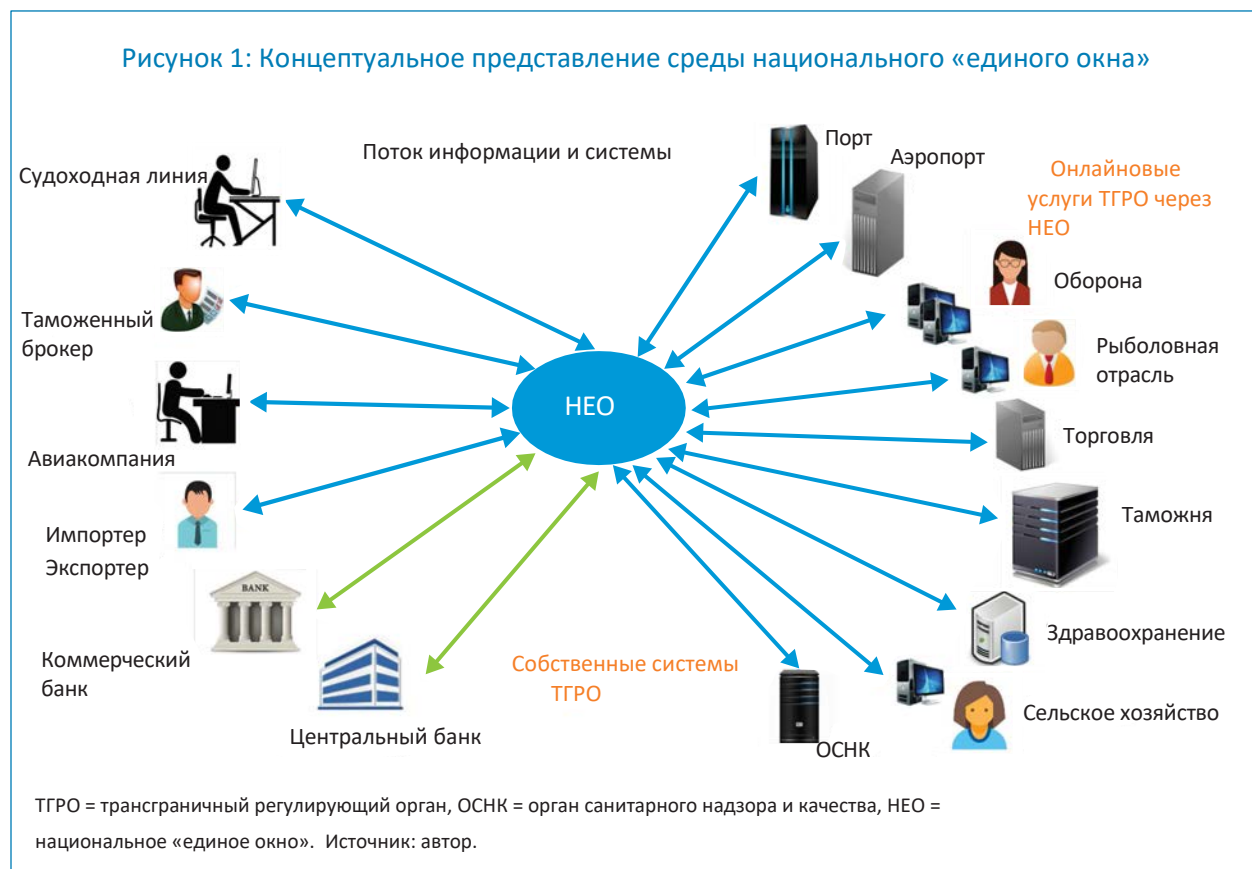 Рисунок 1: Концептуальное представление среды национального «единого окна»
Поток информации и системы
Судоходная линия
Таможенный
брокер
Авиакомпания
Импортер
Экспортер
BANK
Коммерческий
банк
Центральный банк
НЕО
Порт
Аэропорт
Онлайновые
услуги ТГРО через
НЕО
Оборона
Рыболовная
отрасль
Торговля
Таможня
Здравоохранение
Сельское хозяйство
ОСНК
Собственные системы
ТГРО
ТГРО = трансграничный регулирующий орган, ОСНК = орган санитарного надзора и качества, НЕО =
национальное «единое окно». Источник: автор.